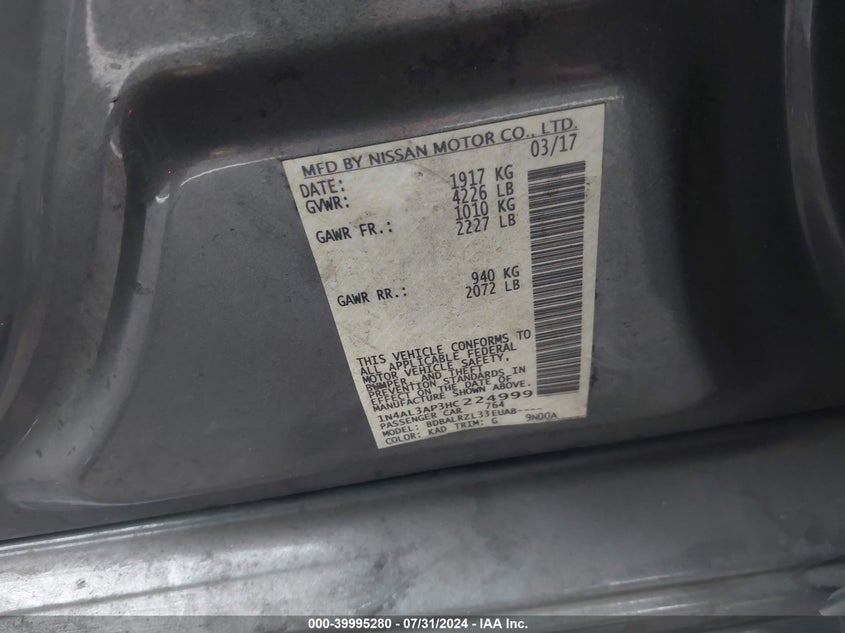 MFD BY NISSAN MOTOR CO., LTD.
DATE: 03/17
GVWR: 1917 KG
4226 LB
GAWR FR.: 1010 KG
2227 LB
GAWR RR.: 940 KG
2072 LB
THIS VEHICLE CONFORMS TO
ALL APPLICABLE FEDERAL
MOTOR VEHICLE SAFETY,
BUMPER, AND THEFT
PREVENTION STANDARDS IN
EFFECT ON THE DATE OF
MANUFACTURE SHOWN ABOVE.
1N4AL3AP3HC224999
PASSENGER CAR 764
MODEL: BDBALRZL33EUAB----
COLOR: KAD TRIM: G 9N00A
000-39995280 - 07/31/2024 - IAA Inc.